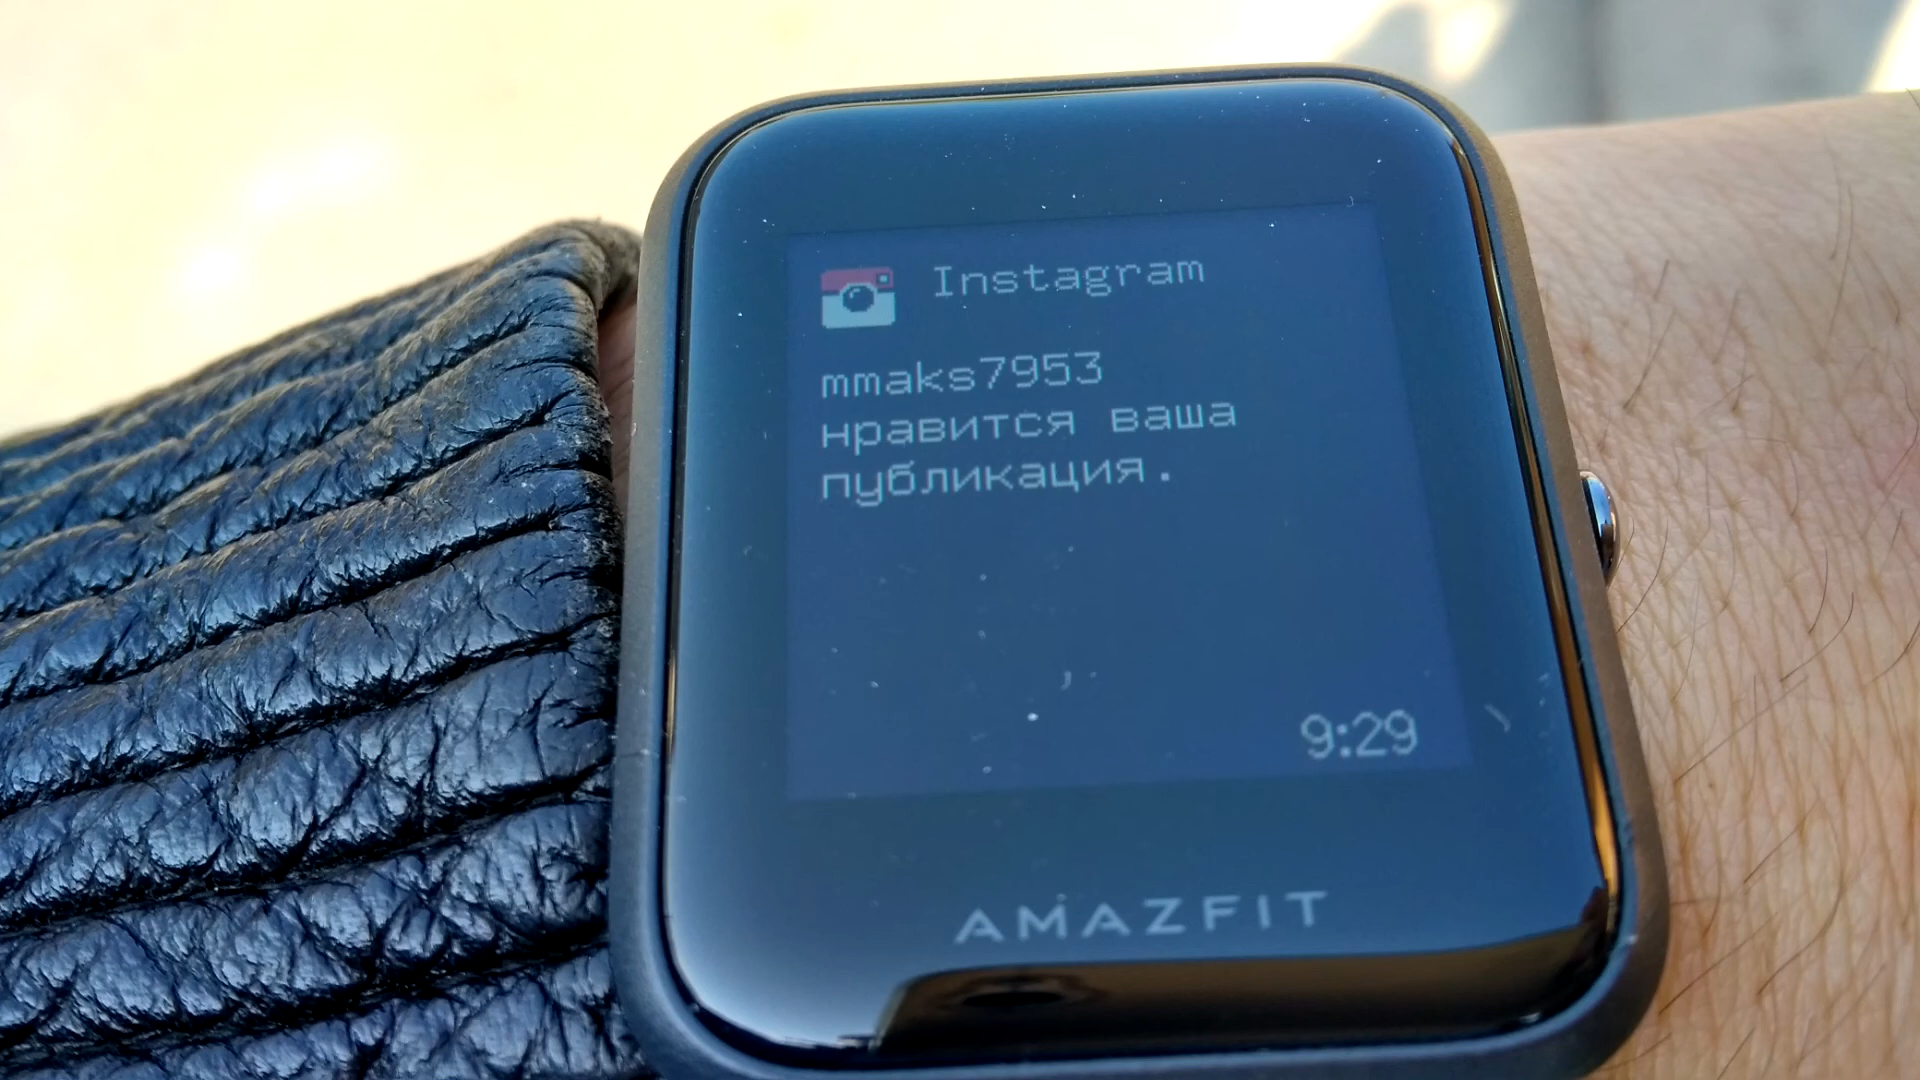 Instagram
mmaks7953
нравится ваша
публикация.
9:29
AMAZFIT